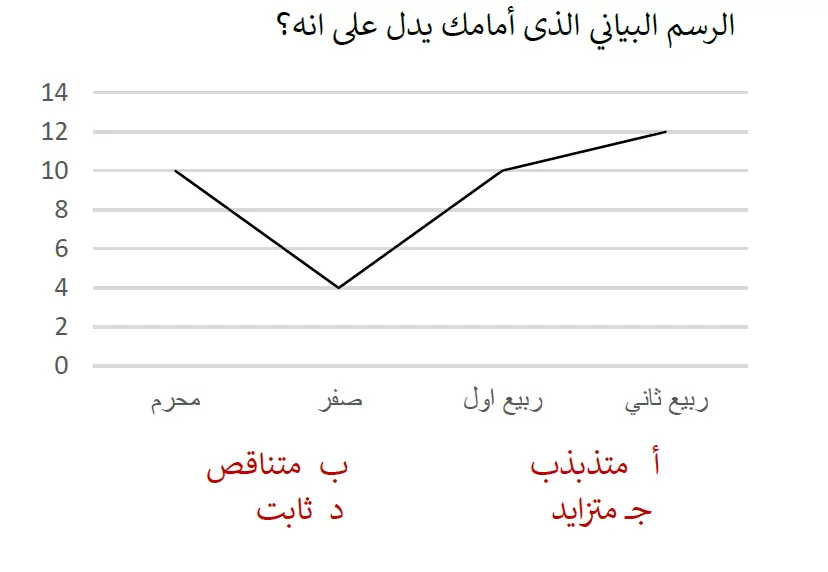 الرسم البياني الذى أمامك يدل على انه؟
14
12
10
8
6
4
2
0
محرم صفر ربيع اول ربيع ثاني
أ متذبذب ب متناقص
جـ متزايد د ثابت